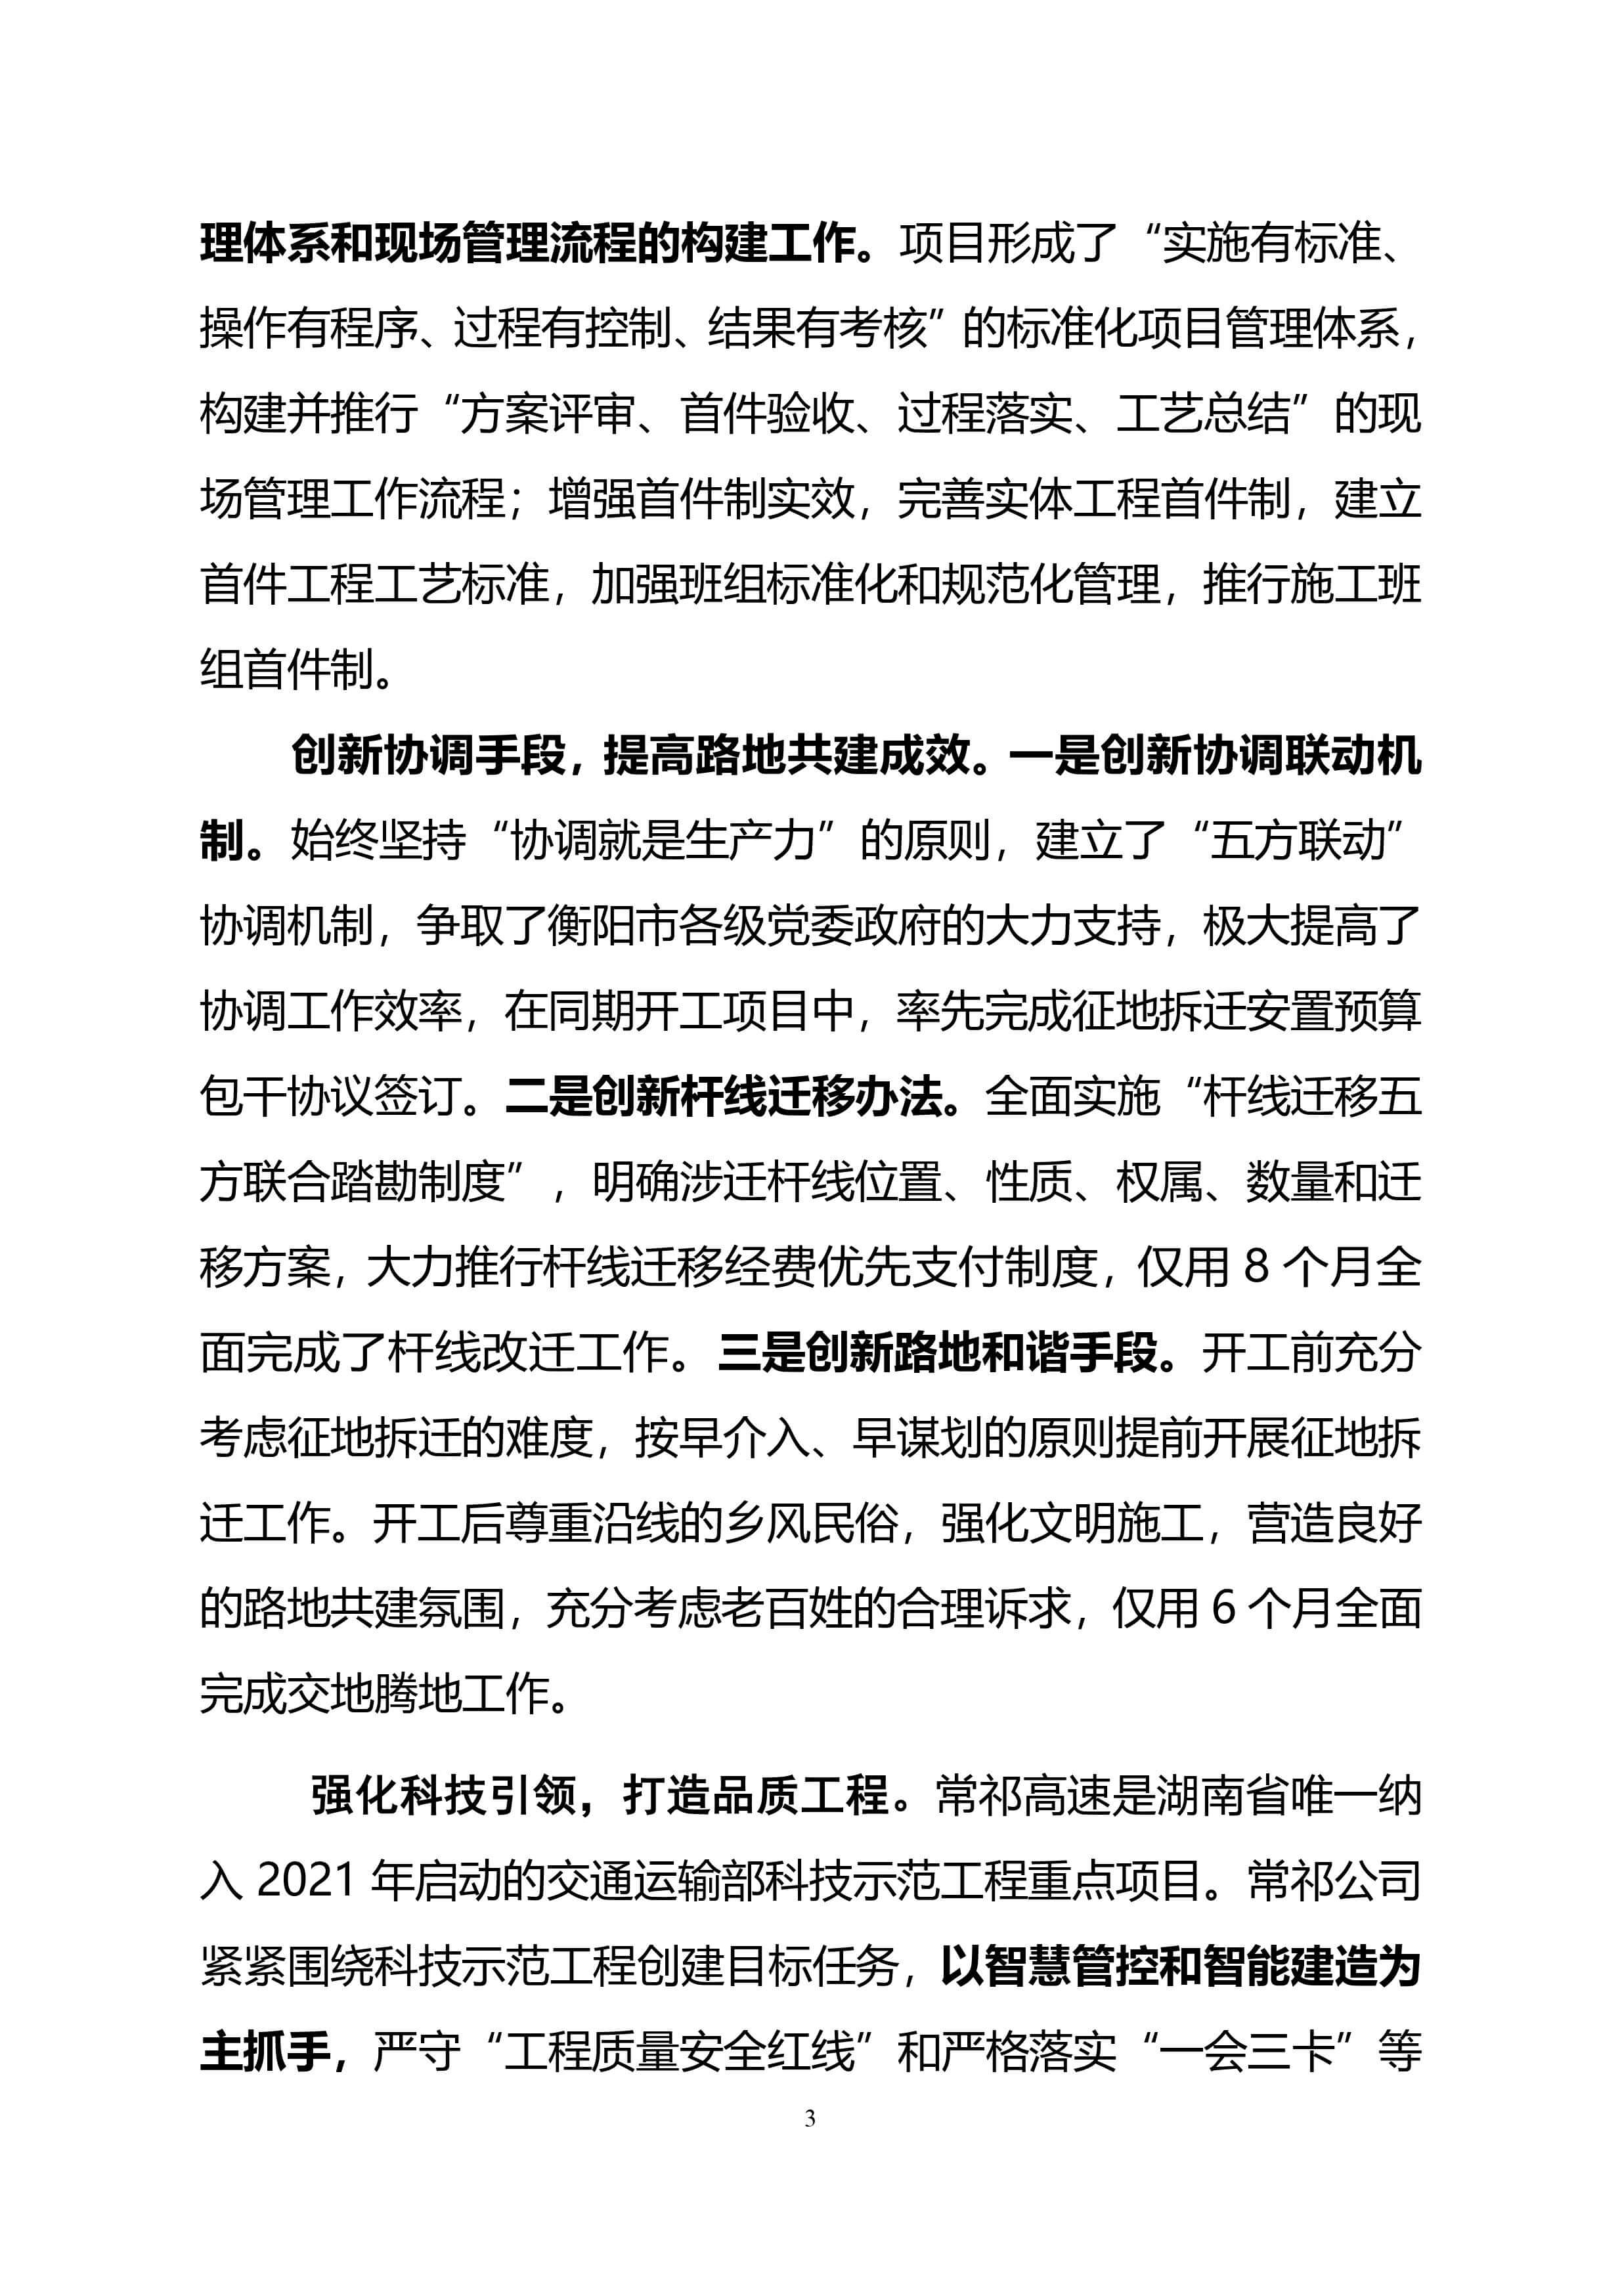 理体系和现场管理流程的构建工作。项目形成了“实施有标准、
操作有程序、过程有控制、结果有考核”的标准化项目管理体系，
构建并推行“方案评审、首件验收、过程落实、工艺总结”的现
场管理工作流程；增强首件制实效，完善实体工程首件制，建立
首件工程工艺标准，加强班组标准化和规范化管理，推行施工班
组首件制。
创新协调手段，提高路地共建成效。一是创新协调联动机
制。始终坚持“协调就是生产力”的原则，建立了“五方联动”
协调机制，争取了衡阳市各级党委政府的大力支持，极大提高了
协调工作效率，在同期开工项目中，率先完成征地拆迁安置预算
包干协议签订。二是创新杆线迁移办法。全面实施“杆线迁移五
方联合踏勘制度”，明确涉迁杆线位置、性质、权属、数量和迁
移方案，大力推行杆线迁移经费优先支付制度，仅用 8 个月全
面完成了杆线改迁工作。三是创新路地和谐手段。开工前充分
考虑征地拆迁的难度，按早介入、早谋划的原则提前开展征地拆
迁工作。开工后尊重沿线的乡风民俗，强化文明施工，营造良好
的路地共建氛围，充分考虑老百姓的合理诉求，仅用 6 个月全面
完成交地腾地工作。
强化科技引领，打造品质工程。常祁高速是湖南省唯一纳
入 2021 年启动的交通运输部科技示范工程重点项目。常祁公司
紧紧围绕科技示范工程创建目标任务，以智慧管控和智能建造为
主抓手，严守“工程质量安全红线”和严格落实“一会三卡”等
3